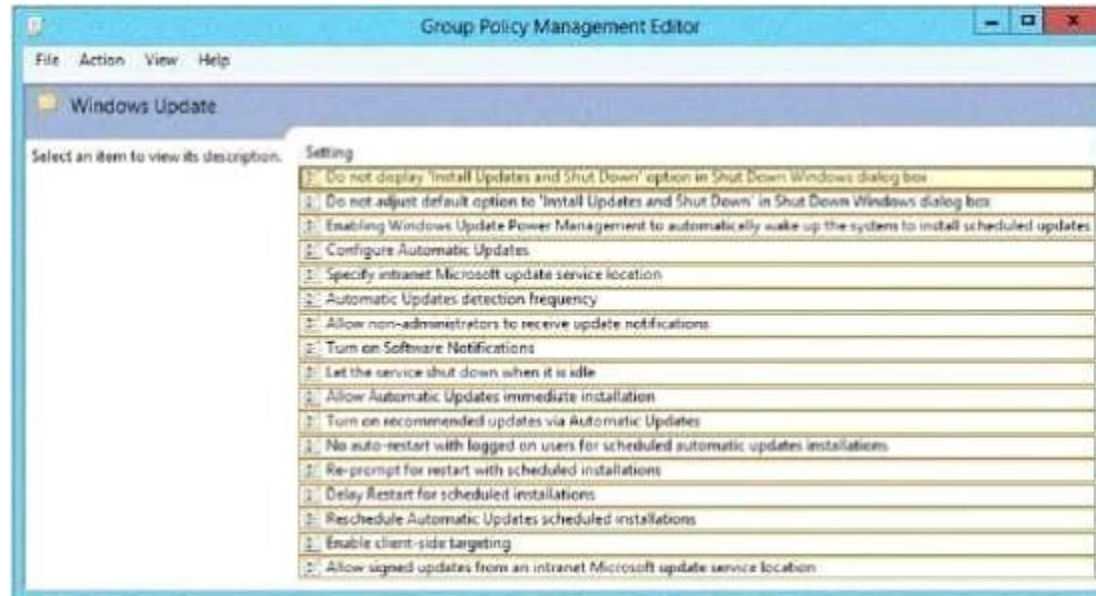 Group Policy Management Editor
File Action View Help
Windows Update
Select an item to view its description.
Setting
Do not display 'Install Updates and Shut Down' option in Shut Down Windows dialog box
Do not adjust default option to 'Install Updates and Shut Down' in Shut Down Windows dialog box
Enabling Windows Update Power Management to automatically wake up the system to install scheduled updates
Configure Automatic Updates
Specify intranet Microsoft update service location
Automatic Updates detection frequency
Allow non-administrators to receive update notifications
Turn on Software Notifications
Let the service shut down when it is idle
Allow Automatic Updates immediate installation
Turn on recommended updates via Automatic Updates
No auto-restart with logged on users for scheduled automatic updates installations
Re-prompt for restart with scheduled installations
Delay Restart for scheduled installations
Reschedule Automatic Updates scheduled installations
Enable client-side targeting
Allow signed updates from an intranet Microsoft update service location